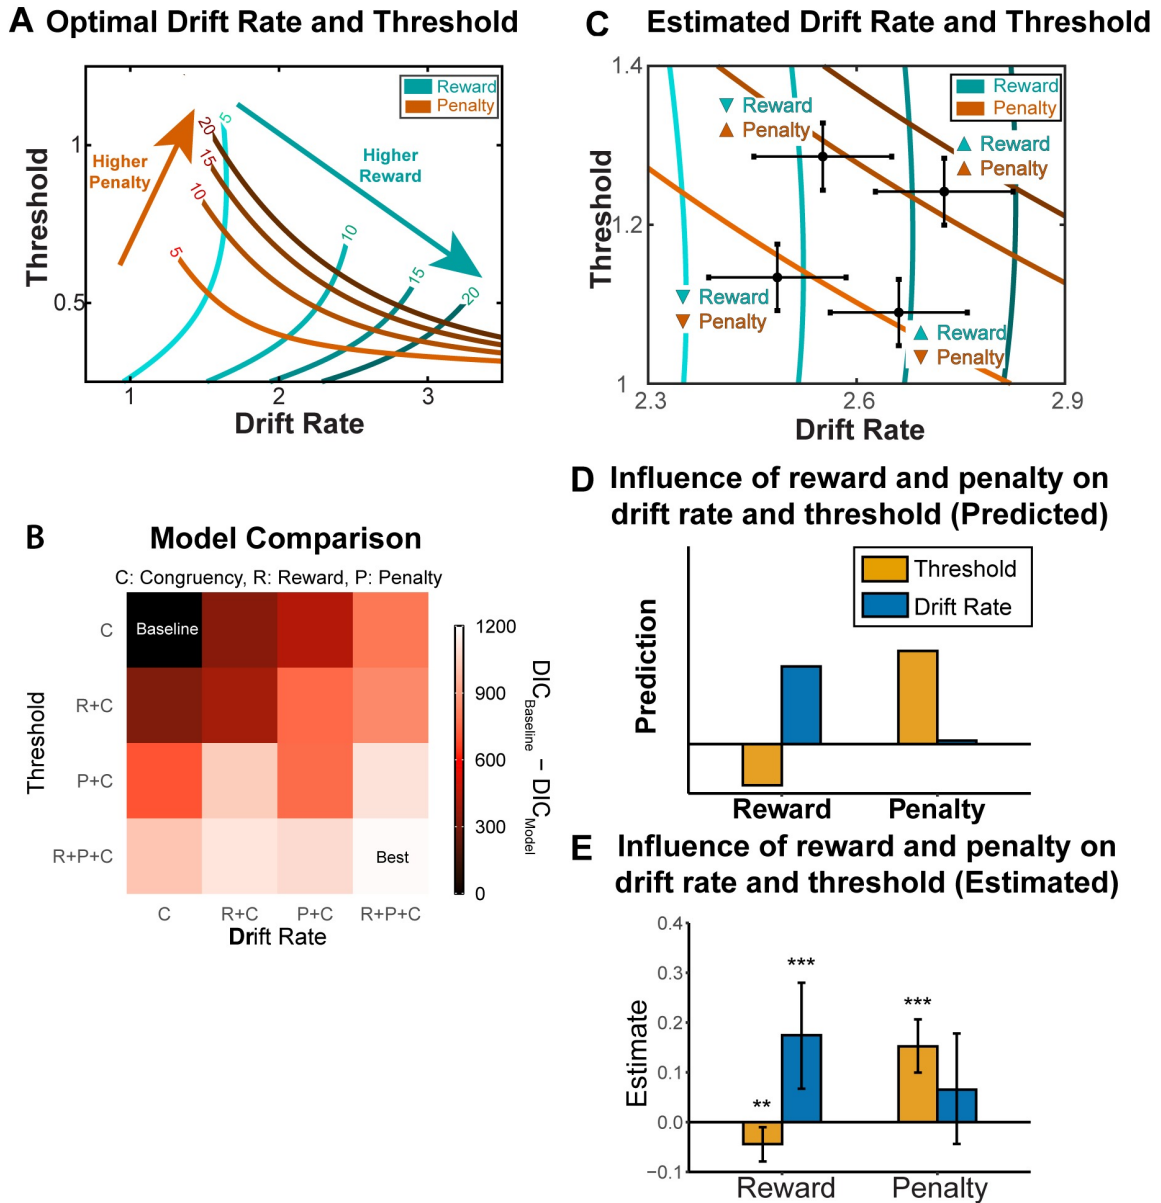 A Optimal Drift Rate and Threshold
Reward
Penalty
Higher
Penalty
Higher
Reward
20
5
15
10
5
10
15
20
1
0.5
Threshold
1
2
3
Drift Rate
C Estimated Drift Rate and Threshold
Reward
Penalty
▼ Reward
▲ Penalty
▲ Reward
▲ Penalty
▼ Reward
▼ Penalty
▲ Reward
▼ Penalty
1.4
1.2
1
Threshold
2.3
2.6
2.9
Drift Rate
B Model Comparison
C: Congruency, R: Reward, P: Penalty
Baseline
Best
C
R+C
P+C
R+P+C
Threshold
C
R+C
P+C
R+P+C
Drift Rate
1200
900
600
300
0
DIC Baseline − DIC Model
D Influence of reward and penalty on
drift rate and threshold (Predicted)
Threshold
Drift Rate
Prediction
Reward
Penalty
E Influence of reward and penalty on
drift rate and threshold (Estimated)
0.4
0.3
0.2
0.1
0.0
−0.1
Estimate
**
***
***
Reward
Penalty